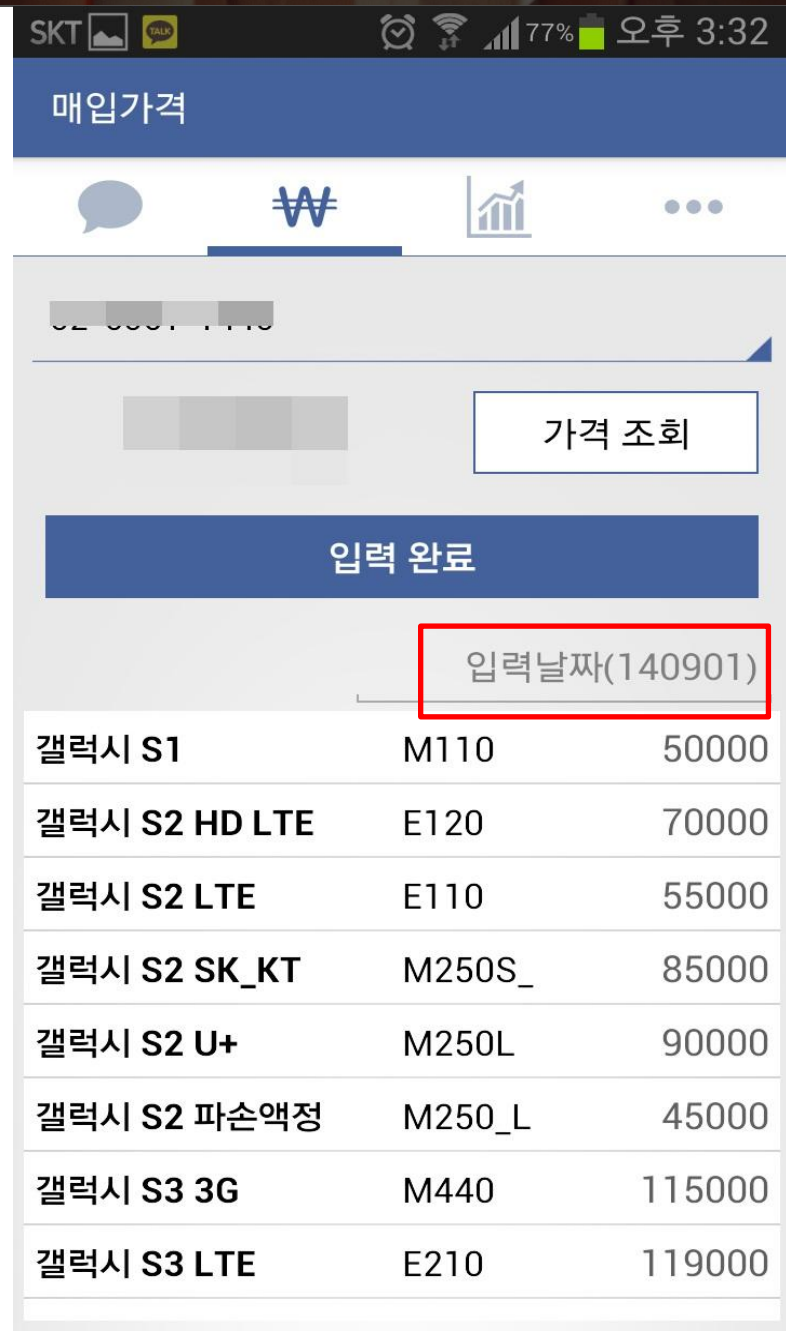 SKT TALK 77% 오후 3:32
매입가격
₩
가격 조회
입력 완료
입력날짜(140901)
갤럭시 S1 M110 50000
갤럭시 S2 HD LTE E120 70000
갤럭시 S2 LTE E110 55000
갤럭시 S2 SK_KT M250S_ 85000
갤럭시 S2 U+ M250L 90000
갤럭시 S2 파손액정 M250_L 45000
갤럭시 S3 3G M440 115000
갤럭시 S3 LTE E210 119000